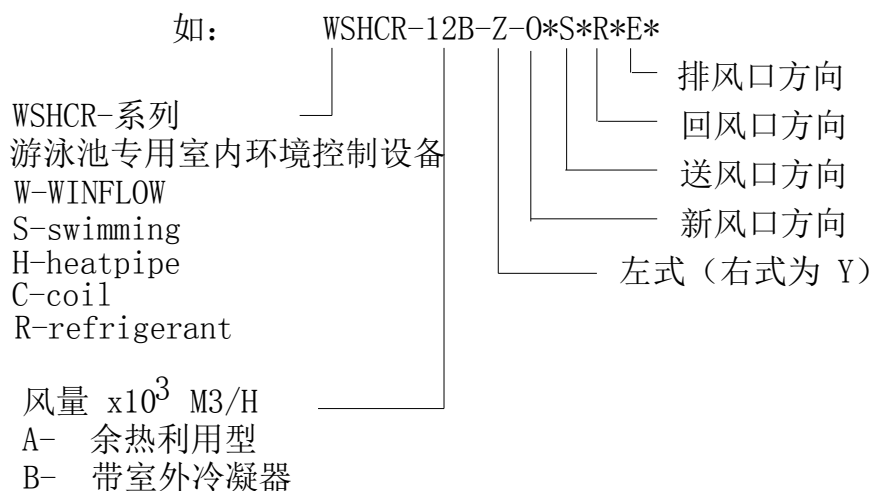 如： WSHCR-12B-Z-O*S*R*E*
排风口方向
WSHCR-系列
回风口方向
游泳池专用室内环境控制设备
送风口方向
W-WINFLOW
S-swimming
新风口方向
H-heatpipe
左式（右式为 Y）
C-coil
R-refrigerant
风量 x10³ M3/H
A- 余热利用型
B- 带室外冷凝器